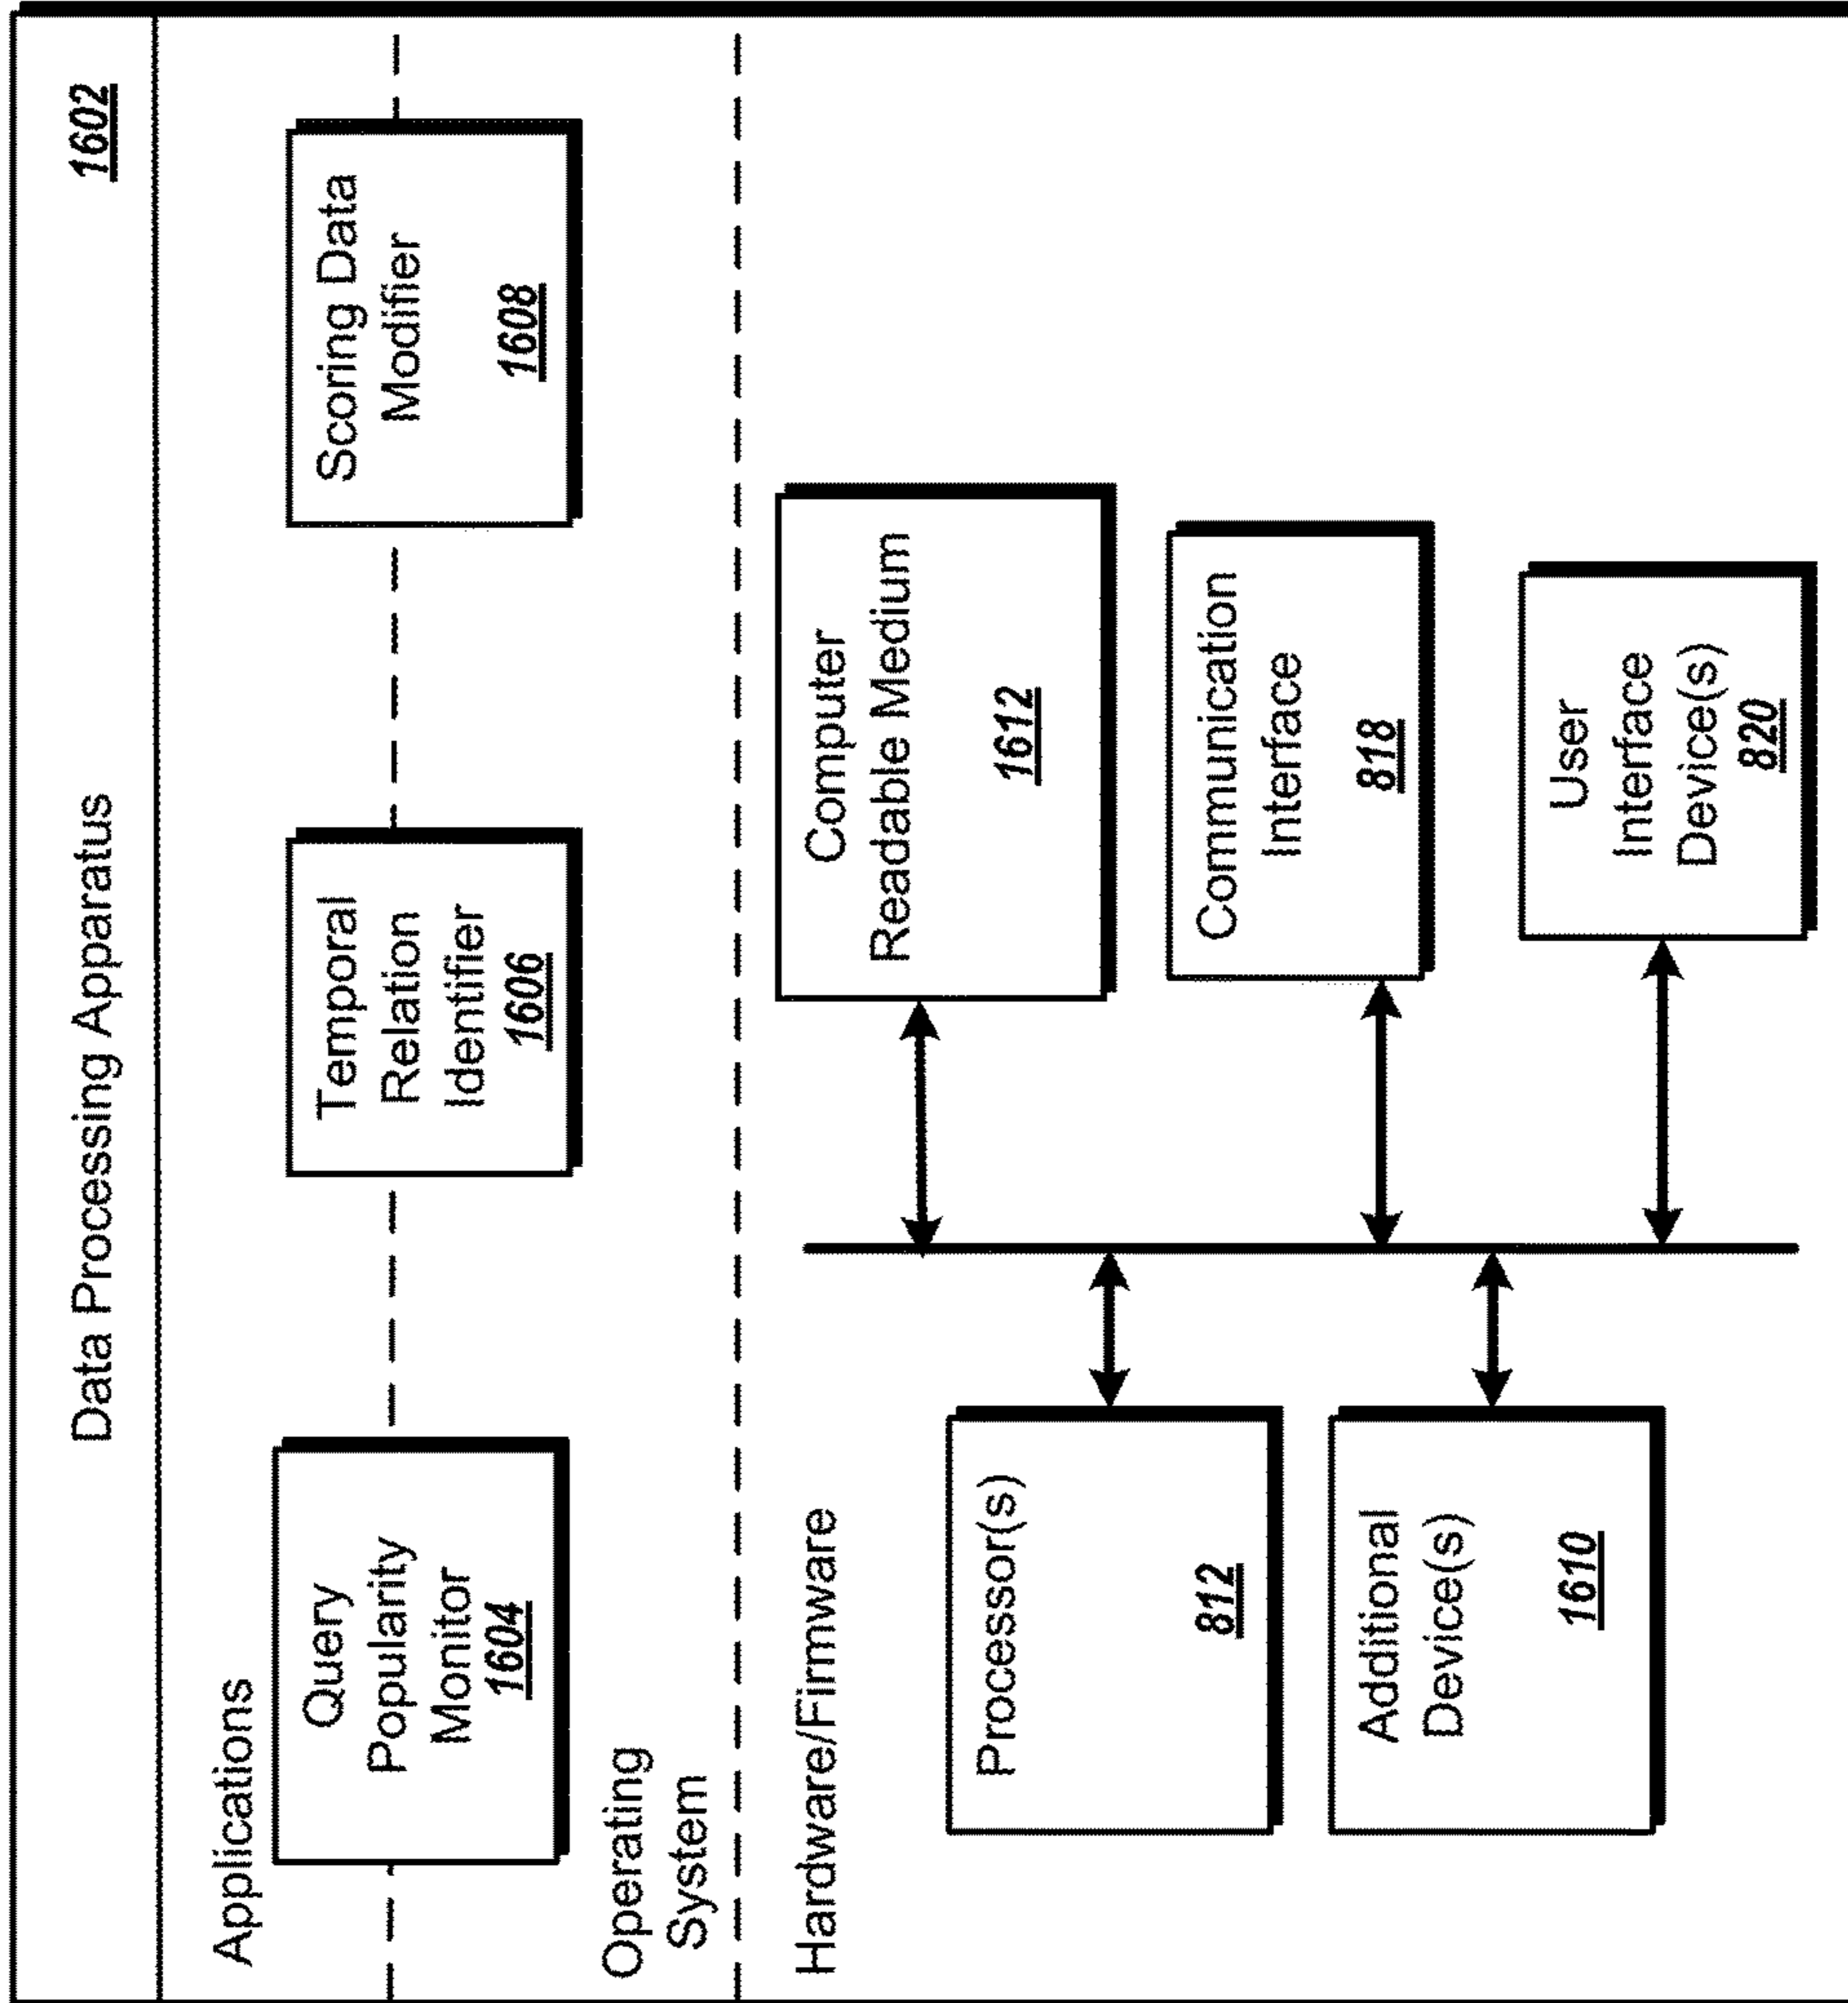 Data Processing Apparatus
1602
Applications
Query
Popularity
Monitor
1604
Temporal
Relation
Identifier
1606
Scoring Data
Modifier
1608
Operating
System
Hardware/Firmware
Processor(s)
812
Additional
Device(s)
1610
Computer
Readable Medium
1612
Communication
Interface
818
User
Interface
Device(s)
820